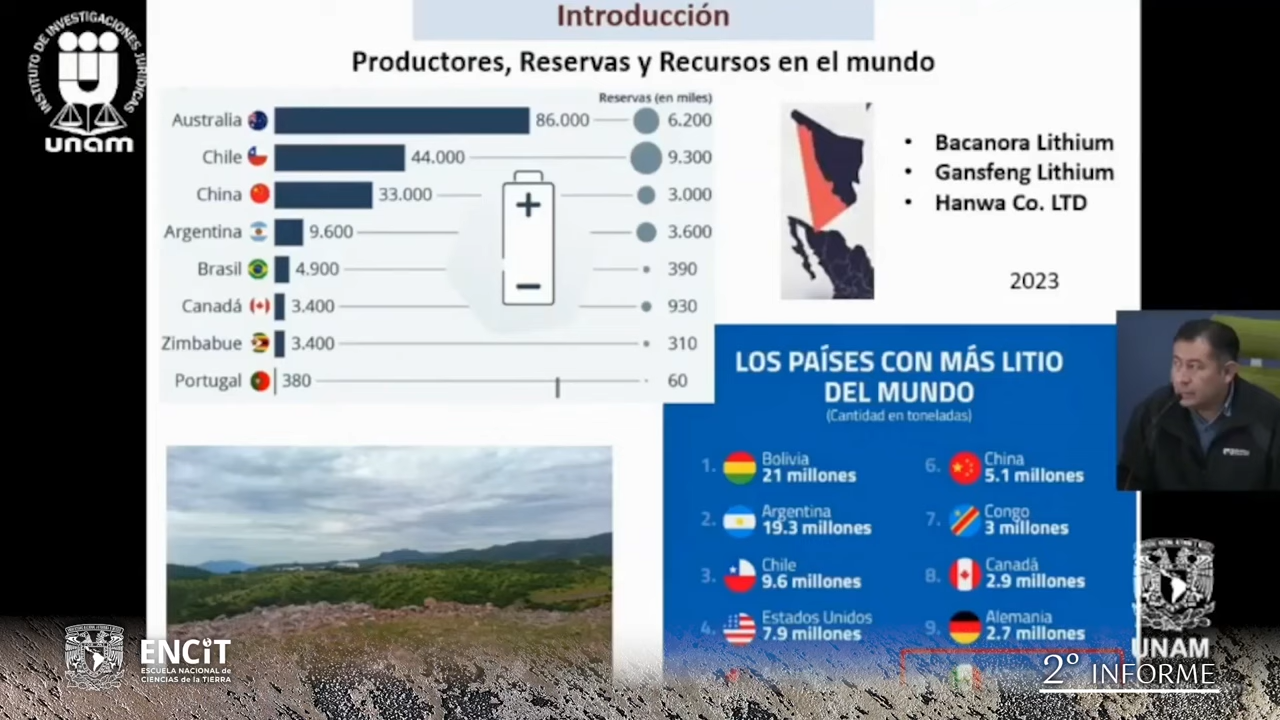 INSTITUTO DE INVESTIGACIONES JURÍDICAS
unam
Introducción
Productores, Reservas y Recursos en el mundo
Reservas (en miles)
Australia 86.000 6.200
Chile 44.000 9.300
China 33.000 3.000
Argentina 9.600 3.600
Brasil 4.900 390
Canadá 3.400 930
Zimbabue 3.400 310
Portugal 380 60
+
−
• Bacanora Lithium
• Gansfeng Lithium
• Hanwa Co. LTD
2023
LOS PAÍSES CON MÁS LITIO
DEL MUNDO
(Cantidad en toneladas)
1. Bolivia
21 millones
2. Argentina
19.3 millones
3. Chile
9.6 millones
4. Estados Unidos
7.9 millones
6. China
5.1 millones
7. Congo
3 millones
8. Canadá
2.9 millones
9. Alemania
2.7 millones
ENCiT
ESCUELA NACIONAL de
CIENCIAS de la TIERRA
UNAM
2º INFORME